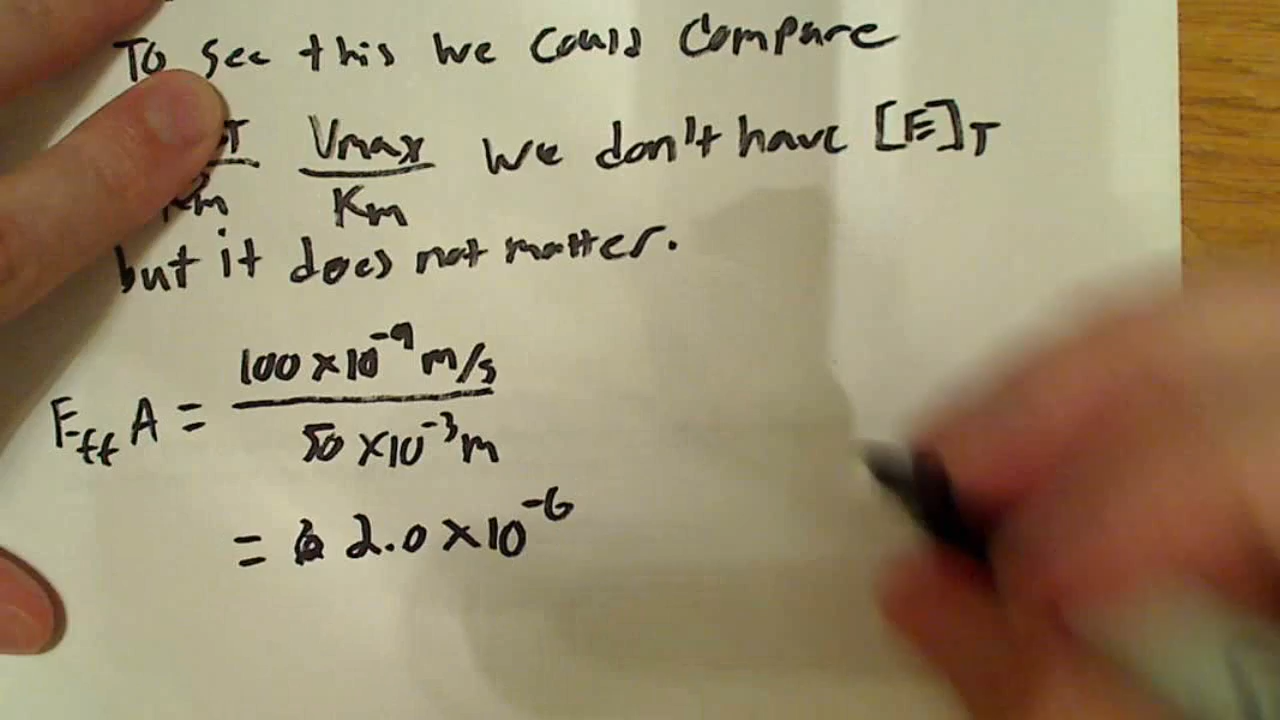 To see this we could compare
Vmax/Km we don't have [E]T
but it does not matter.
Eff A = 100 x 10^-9 m/s / 50 x 10^-3 m
= 2.0 x 10^-6